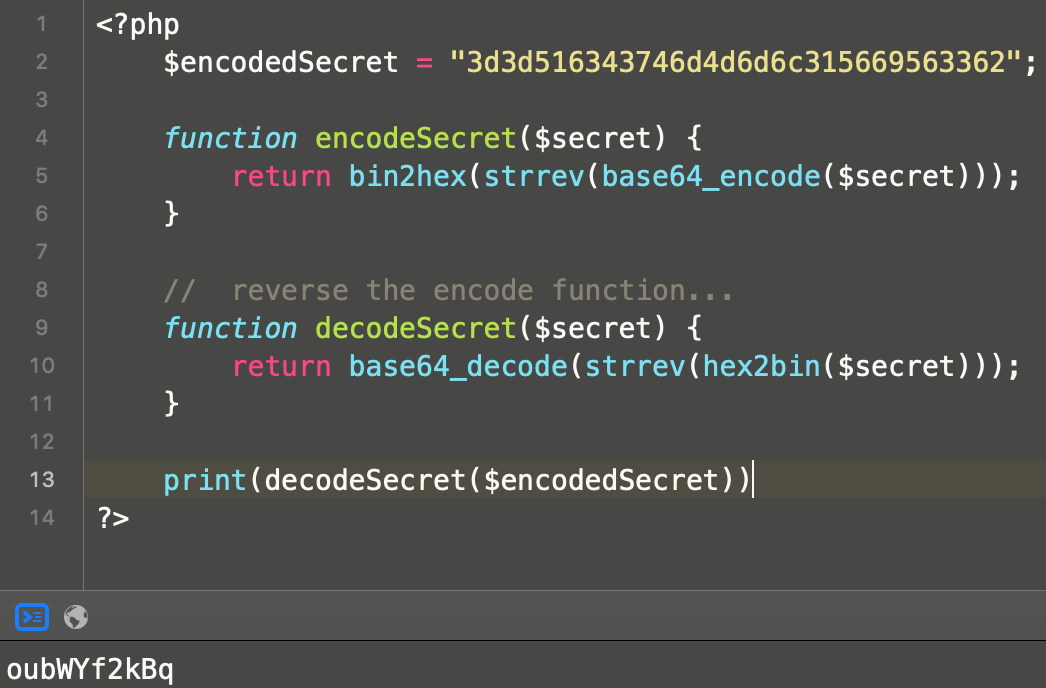 1 <?php
2 $encodedSecret = "3d3d516343746d4d6d6c315669563362";
3
4 function encodeSecret($secret) {
5 return bin2hex(strrev(base64_encode($secret)));
6 }
7
8 // reverse the encode function...
9 function decodeSecret($secret) {
10 return base64_decode(strrev(hex2bin($secret)));
11 }
12
13 print(decodeSecret($encodedSecret))
14 ?>
oubWYf2kBq